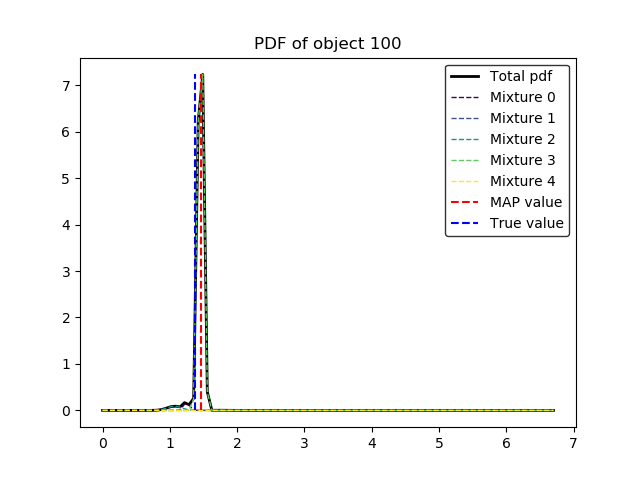 PDF of object 100
7
6
5
4
3
2
1
0
0 1 2 3 4 5 6 7
Total pdf
Mixture 0
Mixture 1
Mixture 2
Mixture 3
Mixture 4
MAP value
True value